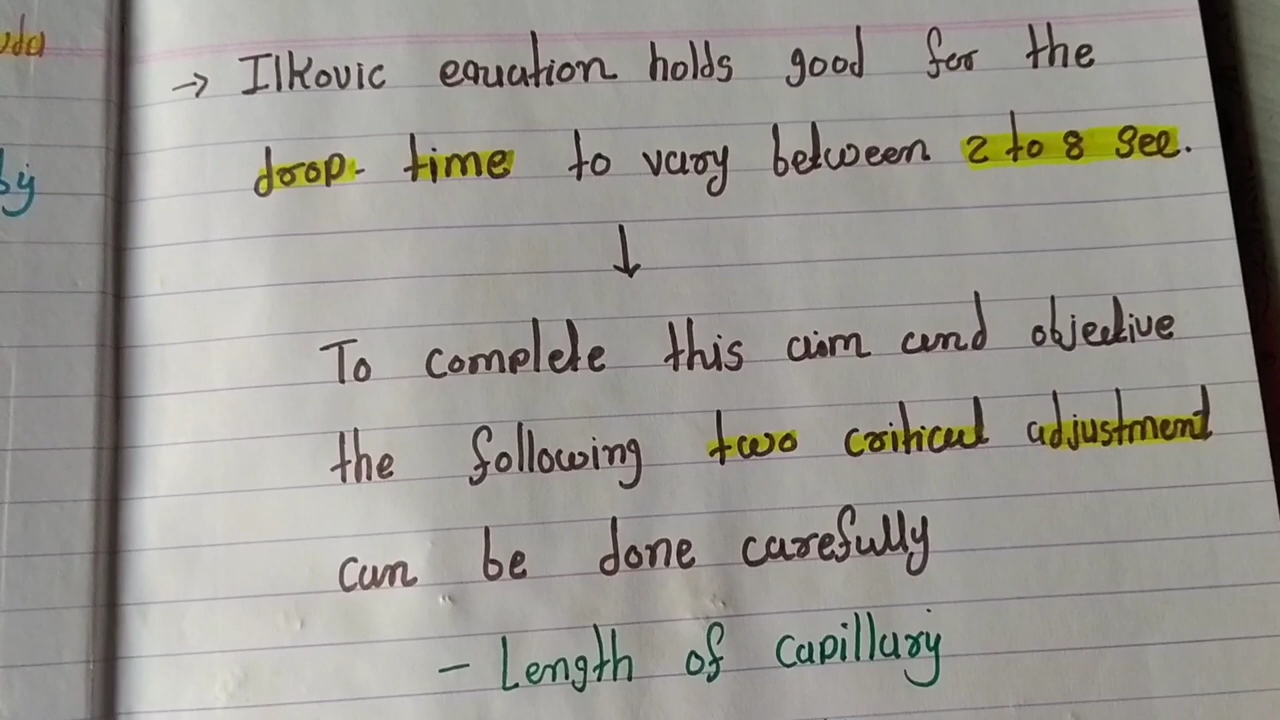 → Ilkovic equation holds good for the
drop- time to vary between 2 to 8 sec.
↓
To complete this aim and objective
the following two critical adjustment
can be done carefully
- Length of capillary
by